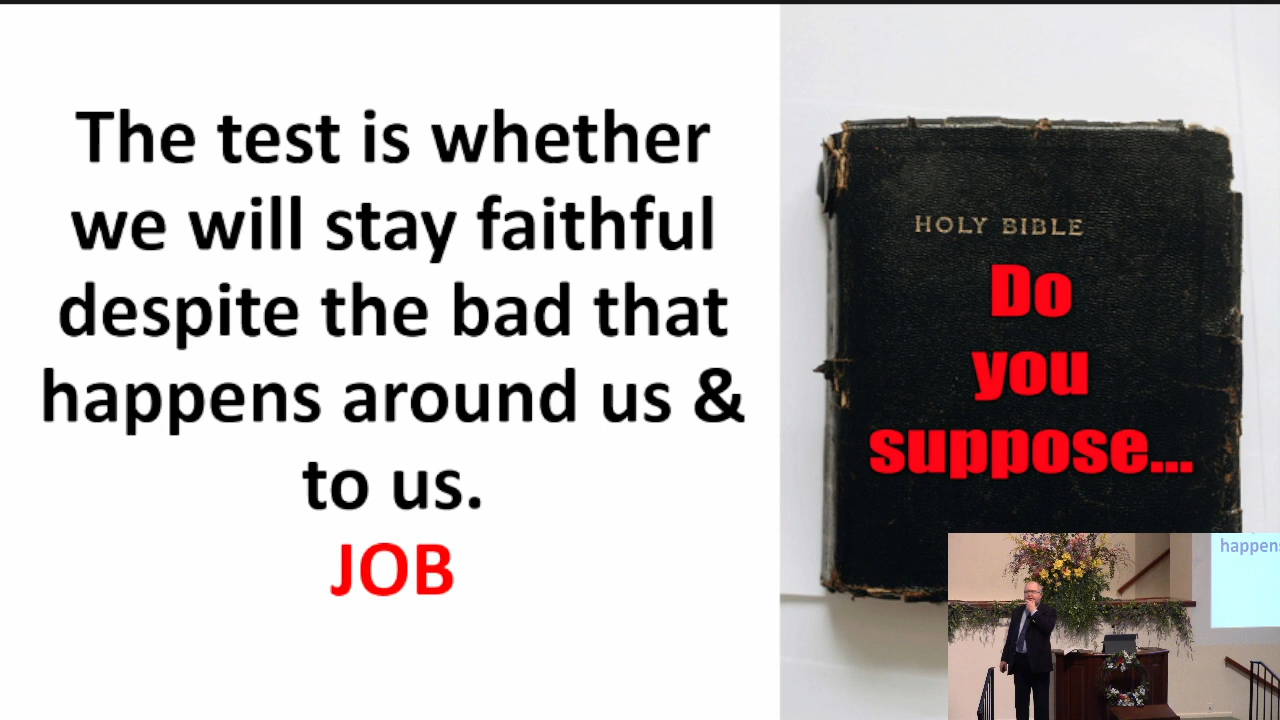 The test is whether
we will stay faithful
despite the bad that
happens around us &
to us.
JOB
HOLY BIBLE
Do
you
suppose...
happens